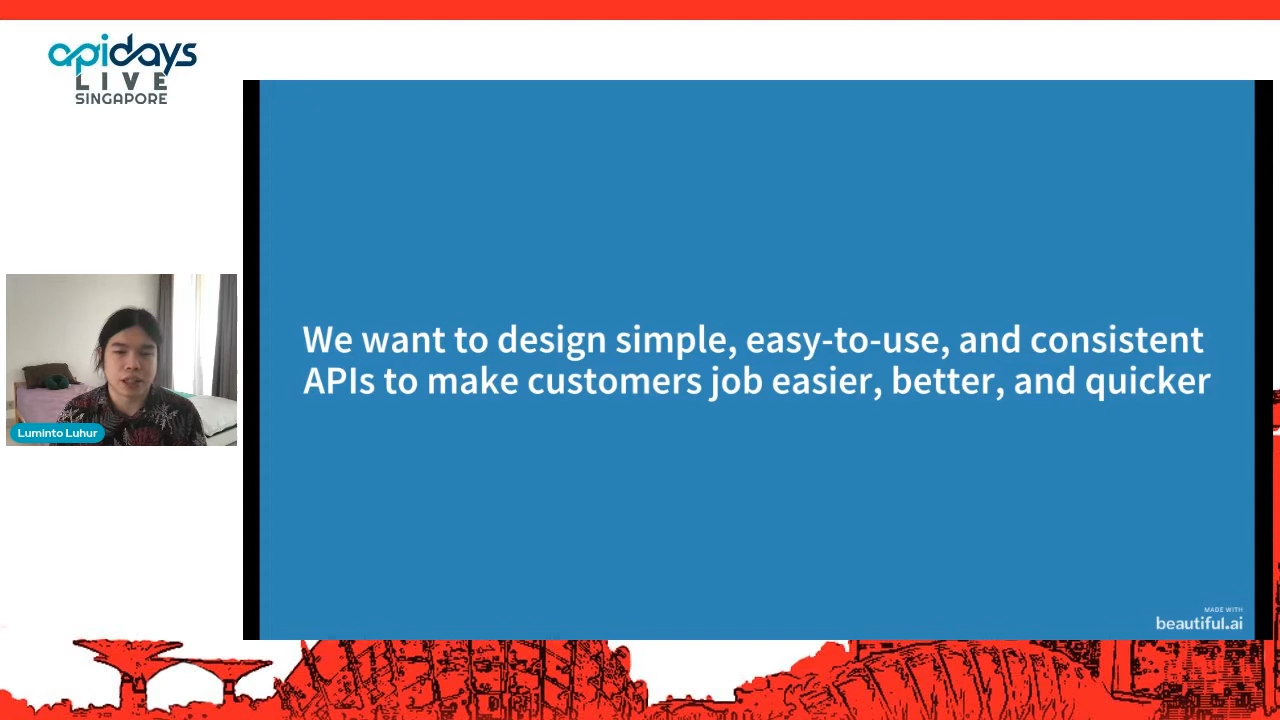 apidays
LIVE
SINGAPORE
We want to design simple, easy-to-use, and consistent
APIs to make customers job easier, better, and quicker
Luminto Luhur
MADE WITH
beautiful.ai